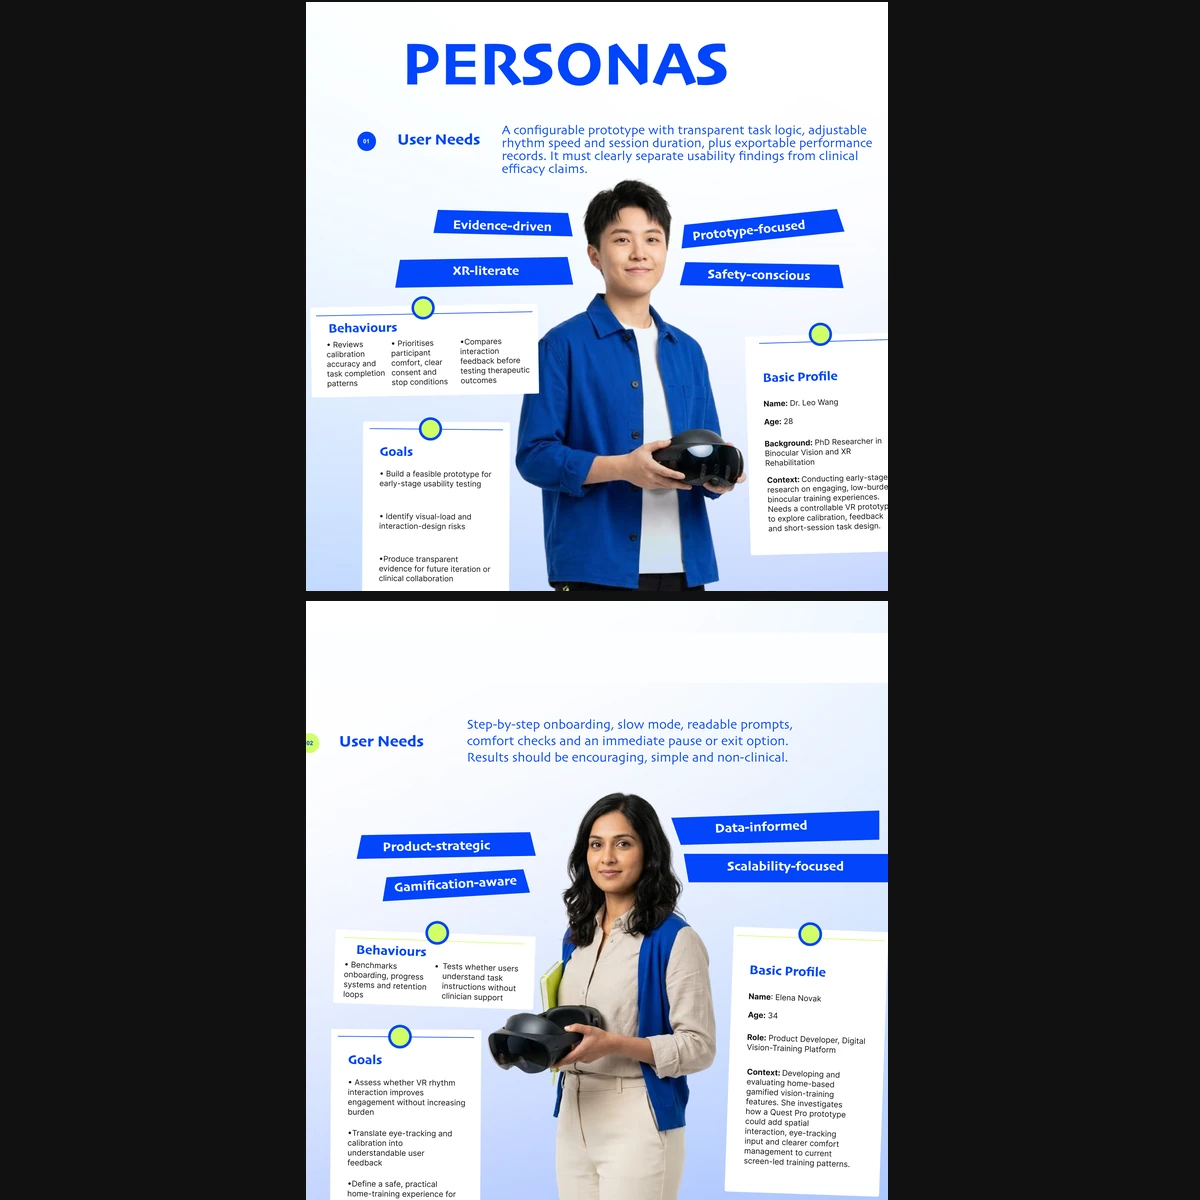 PERSONAS
01
User Needs
A configurable prototype with transparent task logic, adjustable
rhythm speed and session duration, plus exportable performance
records. It must clearly separate usability findings from clinical
efficacy claims.
Evidence-driven
Prototype-focused
XR-literate
Safety-conscious
Behaviours
• Reviews
calibration
accuracy and
task completion
patterns
• Prioritises
participant
comfort, clear
consent and
stop conditions
•Compares
interaction
feedback before
testing therapeutic
outcomes
Goals
• Build a feasible prototype for
early-stage usability testing
• Identify visual-load and
interaction-design risks
•Produce transparent
evidence for future iteration or
clinical collaboration
Basic Profile
Name: Dr. Leo Wang
Age: 28
Background: PhD Researcher in
Binocular Vision and XR
Rehabilitation
Context: Conducting early-stage
research on engaging, low-burde
binocular training experiences.
Needs a controllable VR prototyp
to explore calibration, feedback
and short-session task design.
02
User Needs
Step-by-step onboarding, slow mode, readable prompts,
comfort checks and an immediate pause or exit option.
Results should be encouraging, simple and non-clinical.
Product-strategic
Data-informed
Gamification-aware
Scalability-focused
Behaviours
• Benchmarks
onboarding, progress
systems and retention
loops
• Tests whether users
understand task
instructions without
clinician support
Goals
• Assess whether VR rhythm
interaction improves
engagement without increasing
burden
•Translate eye-tracking and
calibration into
understandable user
feedback
•Define a safe, practical
home-training experience for
Basic Profile
Name: Elena Novak
Age: 34
Role: Product Developer, Digital
Vision-Training Platform
Context: Developing and
evaluating home-based
gamified vision-training
features. She investigates
how a Quest Pro prototype
could add spatial
interaction, eye-tracking
input and clearer comfort
management to current
screen-led training patterns.